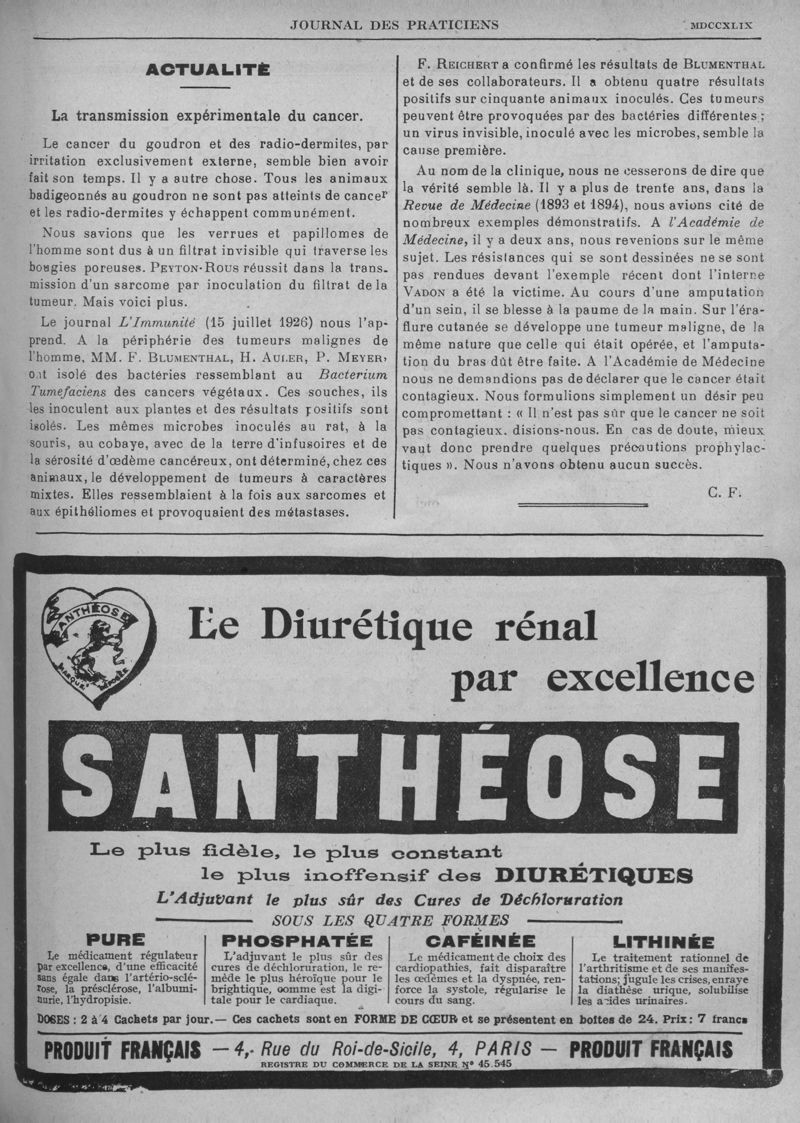 JOURNAL DES PRATICIENS
MDCCXLIX
ACTUALITÉ
La transmission expérimentale du cancer.
Le cancer du goudron et des radio-dermites, par
irritation exclusivement externe, semble bien avoir
fait son temps. Il y a autre chose. Tous les animaux
badigeonnés au goudron ne sont pas atteints de cancer
et les radio-dermites y échappent communément.
Nous savions que les verrues et papillomes de
l'homme sont dus à un filtrat invisible qui traverse les
bougies poreuses. PEYTON-ROUS réussit dans la trans-
mission d'un sarcome par inoculation du filtrat de la
tumeur. Mais voici plus.
Le journal L'Immunité (15 juillet 1926) nous l'ap-
prend. A la périphérie des tumeurs malignes de
l'homme, MM. F. BLUMENTHAL, H. AULER, P. MEYER,
ont isolé des bactéries ressemblant au Bacterium
Tumefaciens des cancers végétaux. Ces souches, ils
les inoculent aux plantes et des résultats positifs sont
isolés. Les mêmes microbes inoculés au rat, à la
souris, au cobaye, avec de la terre d'infusoires et de
la sérosité d'œdème cancéreux, ont déterminé, chez ces
animaux, le développement de tumeurs à caractères
mixtes. Elles ressemblaient à la fois aux sarcomes et
aux épithéliomes et provoquaient des métastases.
F. REICHERT a confirmé les résultats de BLUMENTHAL
et de ses collaborateurs. Il a obtenu quatre résultats
positifs sur cinquante animaux inoculés. Ces tumeurs
peuvent être provoquées par des bactéries différentes ;
un virus invisible, inoculé avec les microbes, semble la
cause première.
Au nom de la clinique, nous ne cesserons de dire que
la vérité semble là. Il y a plus de trente ans, dans la
Revue de Médecine (1893 et 1894), nous avions cité de
nombreux exemples démonstratifs. A l'Académie de
Médecine, il y a deux ans, nous revenions sur le même
sujet. Les résistances qui se sont dessinées ne se sont
pas rendues devant l'exemple récent dont l'interne
VADON a été la victime. Au cours d'une amputation
d'un sein, il se blesse à la paume de la main. Sur l'éra-
flure cutanée se développe une tumeur maligne, de la
même nature que celle qui était opérée, et l'amputa-
tion du bras dût être faite. A l'Académie de Médecine
nous ne demandions pas de déclarer que le cancer était
contagieux. Nous formulions simplement un désir peu
compromettant : « Il n'est pas sûr que le cancer ne soit
pas contagieux. disions-nous. En cas de doute, mieux
vaut donc prendre quelques précautions prophylac-
tiques ». Nous n'avons obtenu aucun succès.
C. F.
SANTHÉOSE
MARQUE DÉPOSÉE
Le Diurétique rénal
par excellence
SANTHÉOSE
Le plus fidèle, le plus constant
le plus inoffensif des DIURÉTIQUES
L'Adjuvant le plus sûr des Cures de Déchloruration
SOUS LES QUATRE FORMES
PURE
Le médicament régulateur
par excellence, d'une efficacité
sans égale dans l'artério-sclé-
rose, la présclérose, l'albumi-
nurie, l'hydropisie.
PHOSPHATÉE
L'adjuvant le plus sûr des
cures de déchloruration, le re-
mède le plus héroïque pour le
brightique, comme est la digi-
tale pour le cardiaque.
CAFÉINÉE
Le médicament de choix des
cardiopathies, fait disparaître
les œdèmes et la dyspnée, ren-
force la systole, régularise le
cours du sang.
LITHINÉE
Le traitement rationnel de
l'arthritisme et de ses manifes-
tations; jugule les crises, enraye
la diathèse urique, solubilise
les acides urinaires.
DOSES : 2 à 4 Cachets par jour. — Ces cachets sont en FORME DE CŒUR et se présentent en boîtes de 24. Prix : 7 francs
PRODUIT FRANÇAIS — 4, Rue du Roi-de-Sicile, 4, PARIS — PRODUIT FRANÇAIS
REGISTRE DU COMMERCE DE LA SEINE Nº 45.545